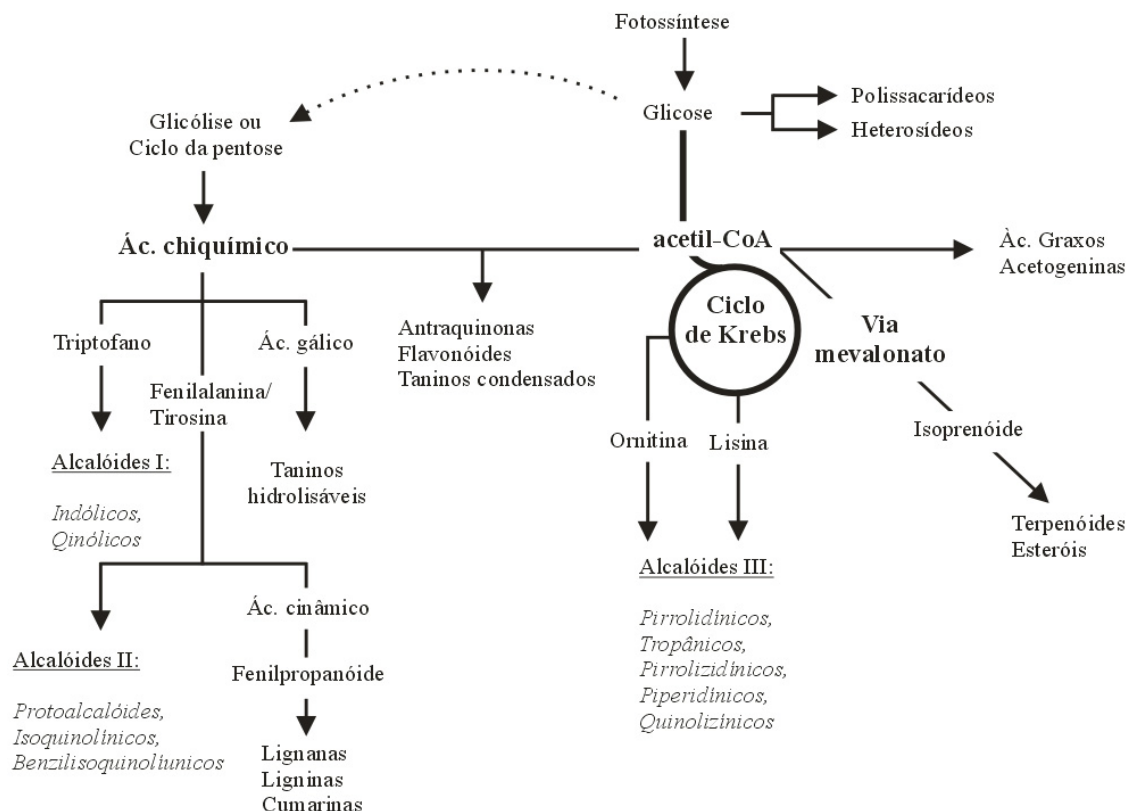 Fotossíntese
Glicose
Polissacarídeos
Heterosídeos
Glicólise ou
Ciclo da pentose
Ác. chiquímico
acetil-CoA
Àc. Graxos
Acetogeninas
Ciclo
de Krebs
Via
mevalonato
Triptofano
Ác. gálico
Antraquinonas
Flavonóides
Taninos condensados
Fenilalanina/
Tirosina
Ornitina
Lisina
Isoprenóide
Alcalóides I:
Indólicos,
Qinólicos
Taninos
hidrolisáveis
Terpenóides
Esteróis
Alcalóides III:
Pirrolidínicos,
Tropânicos,
Pirrolizidínicos,
Piperidínicos,
Quinolizínicos
Ác. cinâmico
Fenilpropanóide
Alcalóides II:
Protoalcalóides,
Isoquinolínicos,
Benzilisoquinolíunicos
Lignanas
Ligninas
Cumarinas